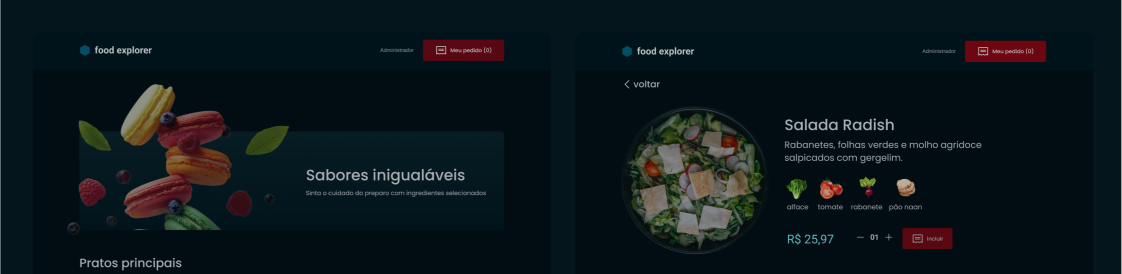 food explorer
Administrador
Meu pedido (0)
Sabores inigualáveis
Sinta o cuidado do preparo com ingredientes selecionados
Pratos principais
food explorer
Administrador
Meu pedido (0)
voltar
Salada Radish
Rabanetes, folhas verdes e molho agridoce
salpicados com gergelim.
alface tomate rabanete pão naan
R$ 25,97
01
incluir